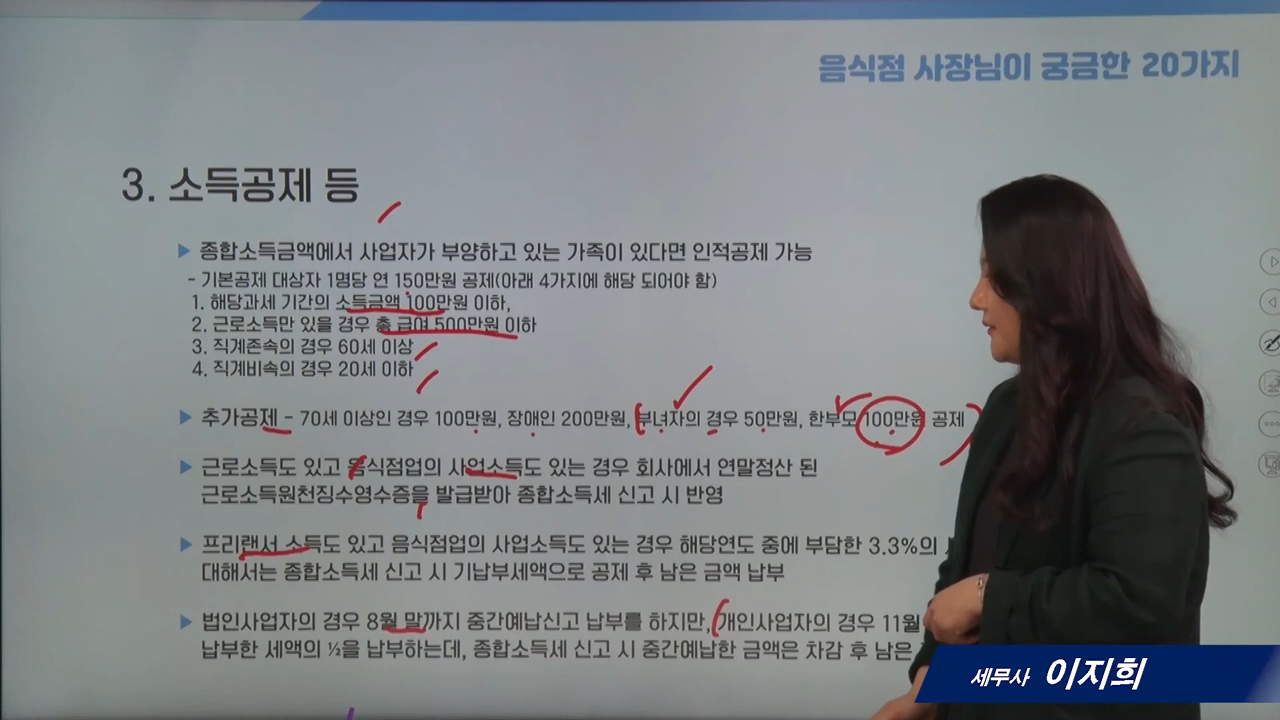 음식점 사장님이 궁금한 20가지
3. 소득공제 등
▶ 종합소득금액에서 사업자가 부양하고 있는 가족이 있다면 인적공제 가능
- 기본공제 대상자 1명당 연 150만원 공제(아래 4가지에 해당 되어야 함)
1. 해당과세 기간의 소득금액 100만원 이하,
2. 근로소득만 있을 경우 총 급여 500만원 이하
3. 직계존속의 경우 60세 이상
4. 직계비속의 경우 20세 이하
▶ 추가공제 - 70세 이상인 경우 100만원, 장애인 200만원, 부녀자의 경우 50만원, 한부모 100만원 공제
▶ 근로소득도 있고 음식점업의 사업소득도 있는 경우 회사에서 연말정산 된
근로소득원천징수영수증을 발급받아 종합소득세 신고 시 반영
▶ 프리랜서 소득도 있고 음식점업의 사업소득도 있는 경우 해당연도 중에 부담한 3.3%의
대해서는 종합소득세 신고 시 기납부세액으로 공제 후 남은 금액 납부
▶ 법인사업자의 경우 8월 말까지 중간예납신고 납부를 하지만, 개인사업자의 경우 11월
납부한 세액의 ½을 납부하는데, 종합소득세 신고 시 중간예납한 금액은 차감 후 남은
세무사 이지희